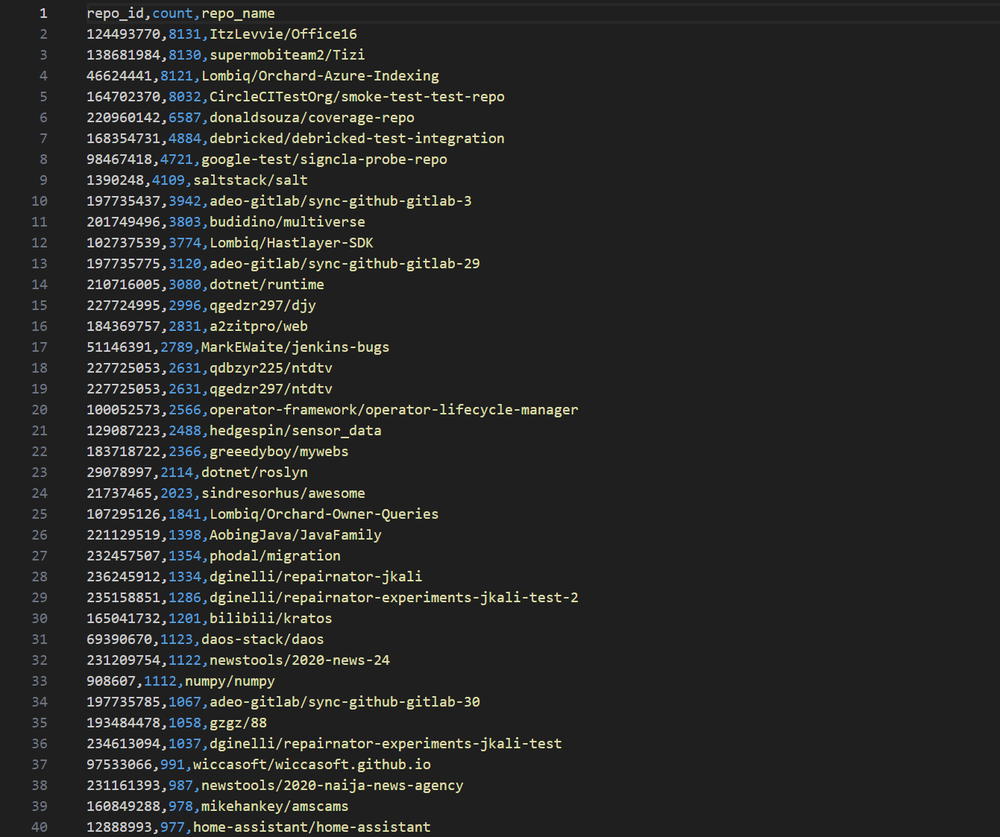 1 repo_id,count,repo_name
2 124493770,8131,ItzLevvie/Office16
3 138681984,8130,supermobiteam2/Tizi
4 46624441,8121,Lombiq/Orchard-Azure-Indexing
5 164702370,8032,CircleCITestOrg/smoke-test-test-repo
6 220960142,6587,donaldsouza/coverage-repo
7 168354731,4884,debricked/debricked-test-integration
8 98467418,4721,google-test/signcla-probe-repo
9 1390248,4109,saltstack/salt
10 197735437,3942,adeo-gitlab/sync-github-gitlab-3
11 201749496,3803,budidino/multiverse
12 102737539,3774,Lombiq/Hastlayer-SDK
13 197735775,3120,adeo-gitlab/sync-github-gitlab-29
14 210716005,3080,dotnet/runtime
15 227724995,2996,qgedzr297/djy
16 184369757,2831,a2zitpro/web
17 51146391,2789,MarkEWaite/jenkins-bugs
18 227725053,2631,qdbzyr225/ntdtv
19 227725053,2631,qgedzr297/ntdtv
20 100052573,2566,operator-framework/operator-lifecycle-manager
21 129087223,2488,hedgespin/sensor_data
22 183718722,2366,greeedyboy/mywebs
23 29078997,2114,dotnet/roslyn
24 21737465,2023,sindresorhus/awesome
25 107295126,1841,Lombiq/Orchard-Owner-Queries
26 221129519,1398,AobingJava/JavaFamily
27 232457507,1354,phodal/migration
28 236245912,1334,dginelli/repairnator-jkali
29 235158851,1286,dginelli/repairnator-experiments-jkali-test-2
30 165041732,1201,bilibili/kratos
31 69390670,1123,daos-stack/daos
32 231209754,1122,newstools/2020-news-24
33 908607,1112,numpy/numpy
34 197735785,1067,adeo-gitlab/sync-github-gitlab-30
35 193484478,1058,gzgz/88
36 234613094,1037,dginelli/repairnator-experiments-jkali-test
37 97533066,991,wiccasoft/wiccasoft.github.io
38 231161393,987,newstools/2020-naija-news-agency
39 160849288,978,mikehankey/amscams
40 12888993,977,home-assistant/home-assistant